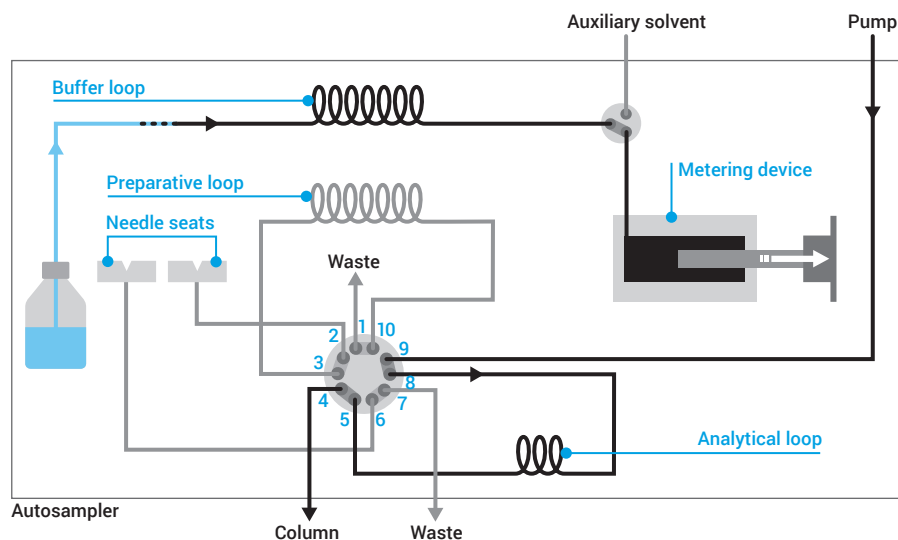 Auxiliary solvent
Pump
Buffer loop
Preparative loop
Metering device
Needle seats
Waste
1
10
2
9
3
8
4
7
5
6
Analytical loop
Autosampler
Column
Waste